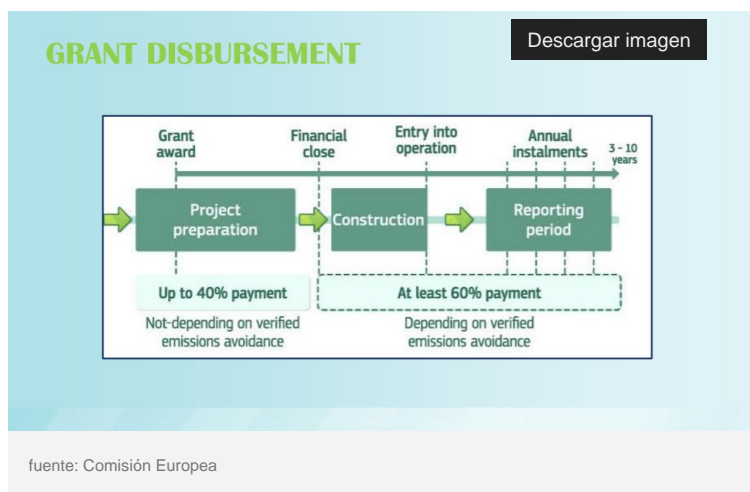 GRANT DISBURSEMENT
Descargar imagen
Grant
award
Financial
close
Entry into
operation
Annual
instalments
3 - 10
years
Project
preparation
Construction
Reporting
period
Up to 40% payment
At least 60% payment
Not-depending on verified
emissions avoidance
Depending on verified
emissions avoidance
fuente: Comisión Europea